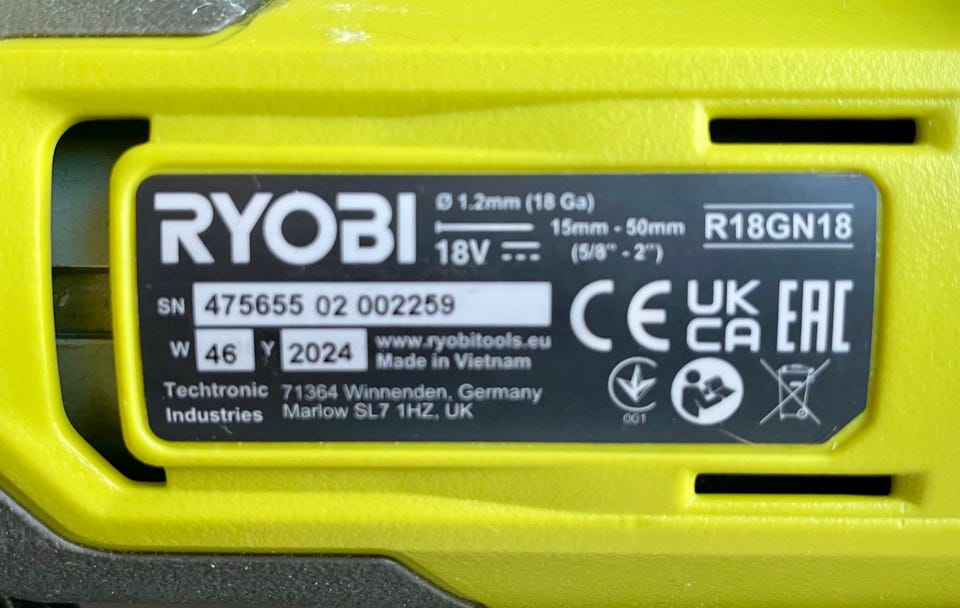 RYOBI
Ø 1.2mm (18 Ga)
15mm - 50mm
18V
(5/8" - 2")
R18GN18
SN 475655 02 002259
W 46 Y 2024
www.ryobitools.eu
Made in Vietnam
Techtronic Industries
71364 Winnenden, Germany
Marlow SL7 1HZ, UK
CE
UK
CA
EAC
001